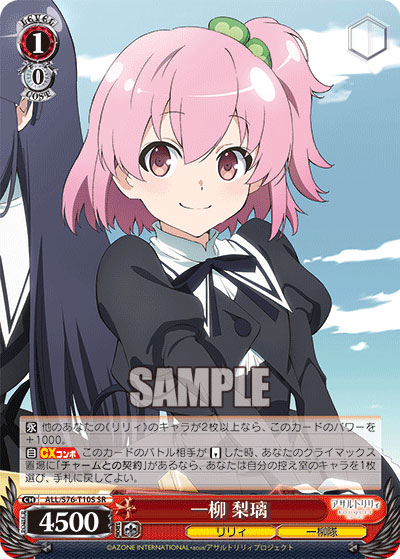 LEVEL
1
0
COST
SAMPLE
永 他のあなたの《リリィ》のキャラが2枚以上なら、このカードのパワーを
+1000。
自 CXコンボ このカードのバトル相手が した時、あなたのクライマックス
置場に「チャームとの契約」があるなら、あなたは自分の控え室のキャラを1枚
選び、手札に戻してよい。
CH ALL/S76-T10S SR
一柳 梨璃
アサルトリリィ
4500
リリィ
一柳隊
©AZONE INTERNATIONAL・acus/アサルトリリィプロジェクト